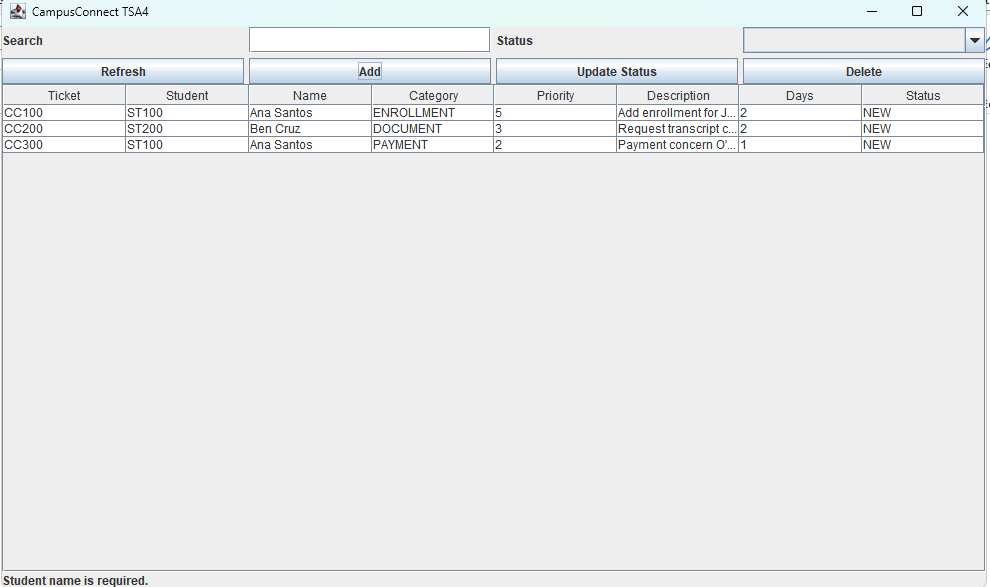 CampusConnect TSA4
Search Status
Refresh Add Update Status Delete
Ticket Student Name Category Priority Description Days Status
CC100 ST100 Ana Santos ENROLLMENT 5 Add enrollment for J... 2 NEW
CC200 ST200 Ben Cruz DOCUMENT 3 Request transcript c... 2 NEW
CC300 ST100 Ana Santos PAYMENT 2 Payment concern O'... 1 NEW
Student name is required.